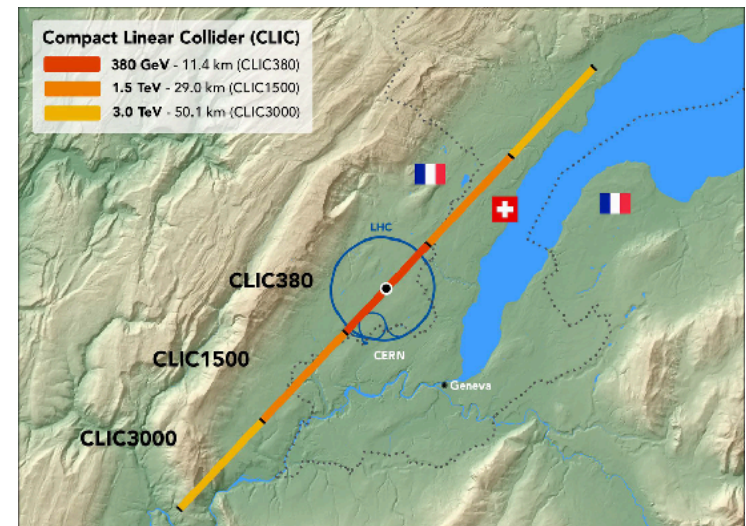 Compact Linear Collider (CLIC)
380 GeV - 11.4 km (CLIC380)
1.5 TeV - 29.0 km (CLIC1500)
3.0 TeV - 50.1 km (CLIC3000)
LHC
CLIC380
CERN
CLIC1500
Geneva
CLIC3000